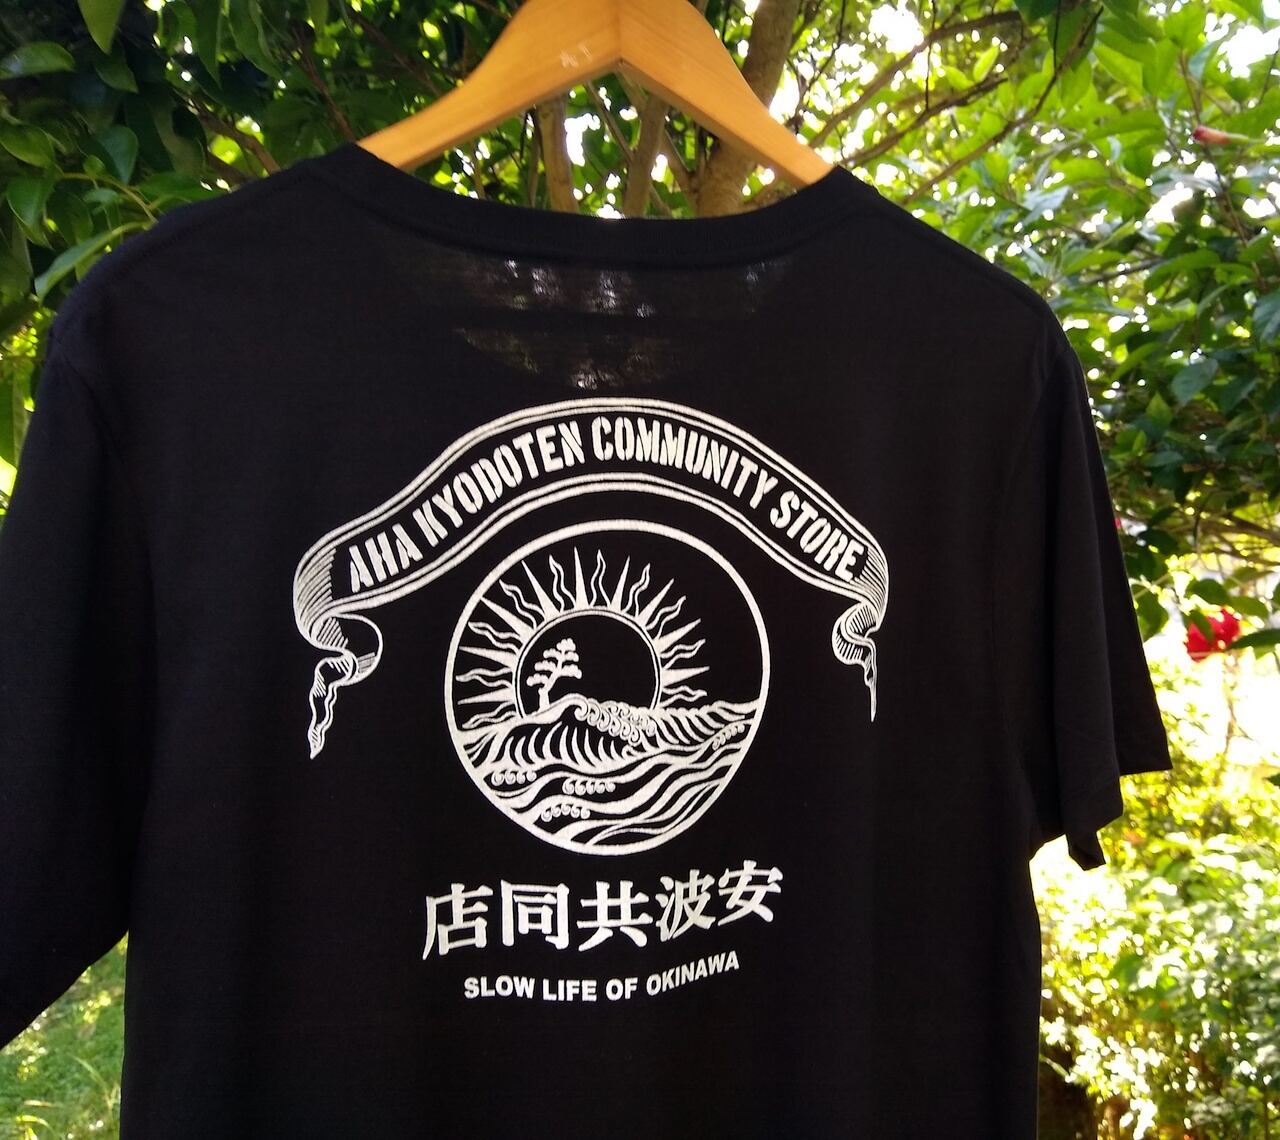 AHA KYODOTEN COMMUNITY STORE
店同共波安
SLOW LIFE OF OKINAWA